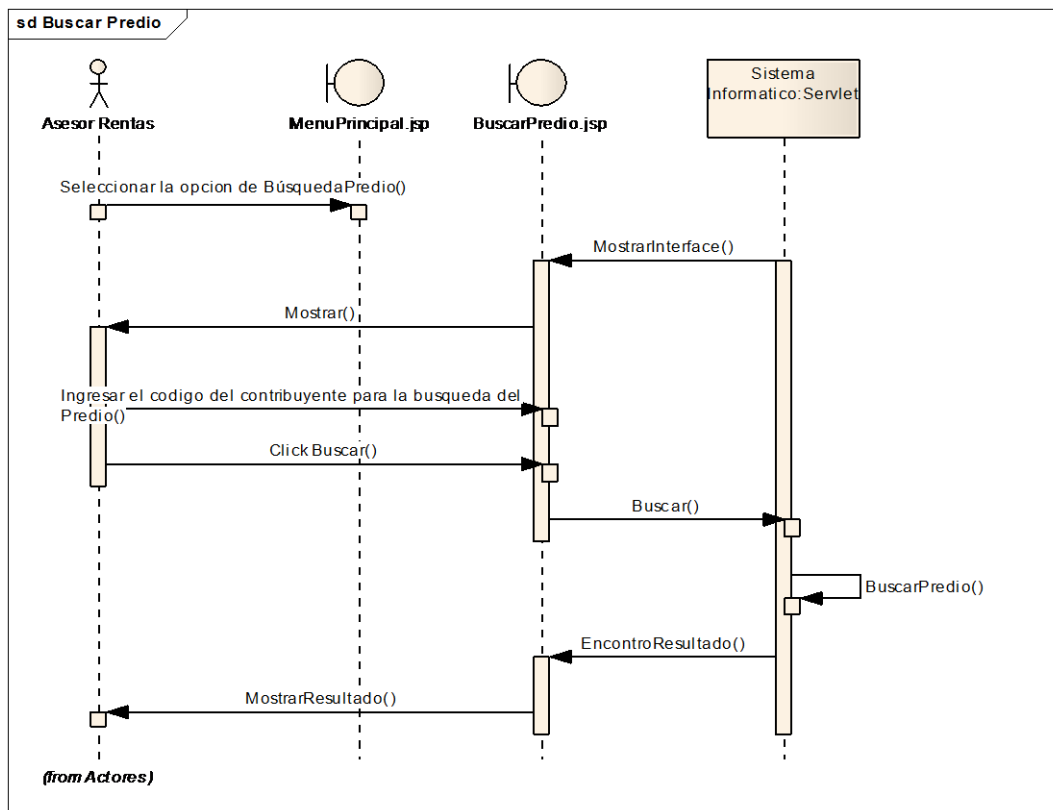 sd Buscar Predio
Asesor Rentas
MenuPrincipal.jsp
BuscarPredio.jsp
Sistema
Informatico:Servlet
Seleccionar la opcion de BúsquedaPredio()
MostrarInterface()
Mostrar()
Ingresar el codigo del contribuyente para la busqueda del
Predio()
Click Buscar()
Buscar()
BuscarPredio()
EncontroResultado()
MostrarResultado()
(from Actores)